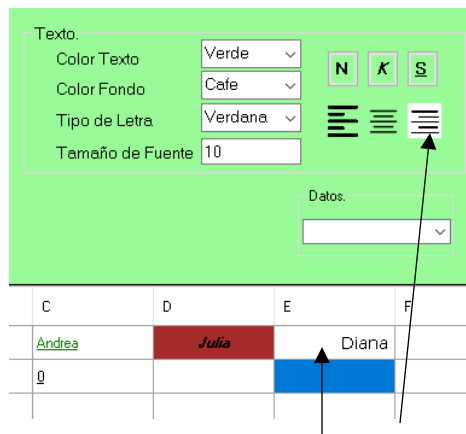 Texto.
Color Texto Verde
N K S
Color Fondo Cafe
Tipo de Letra Verdana
Tamaño de Fuente 10
Datos.
C D E F
Andrea Julia Diana
0